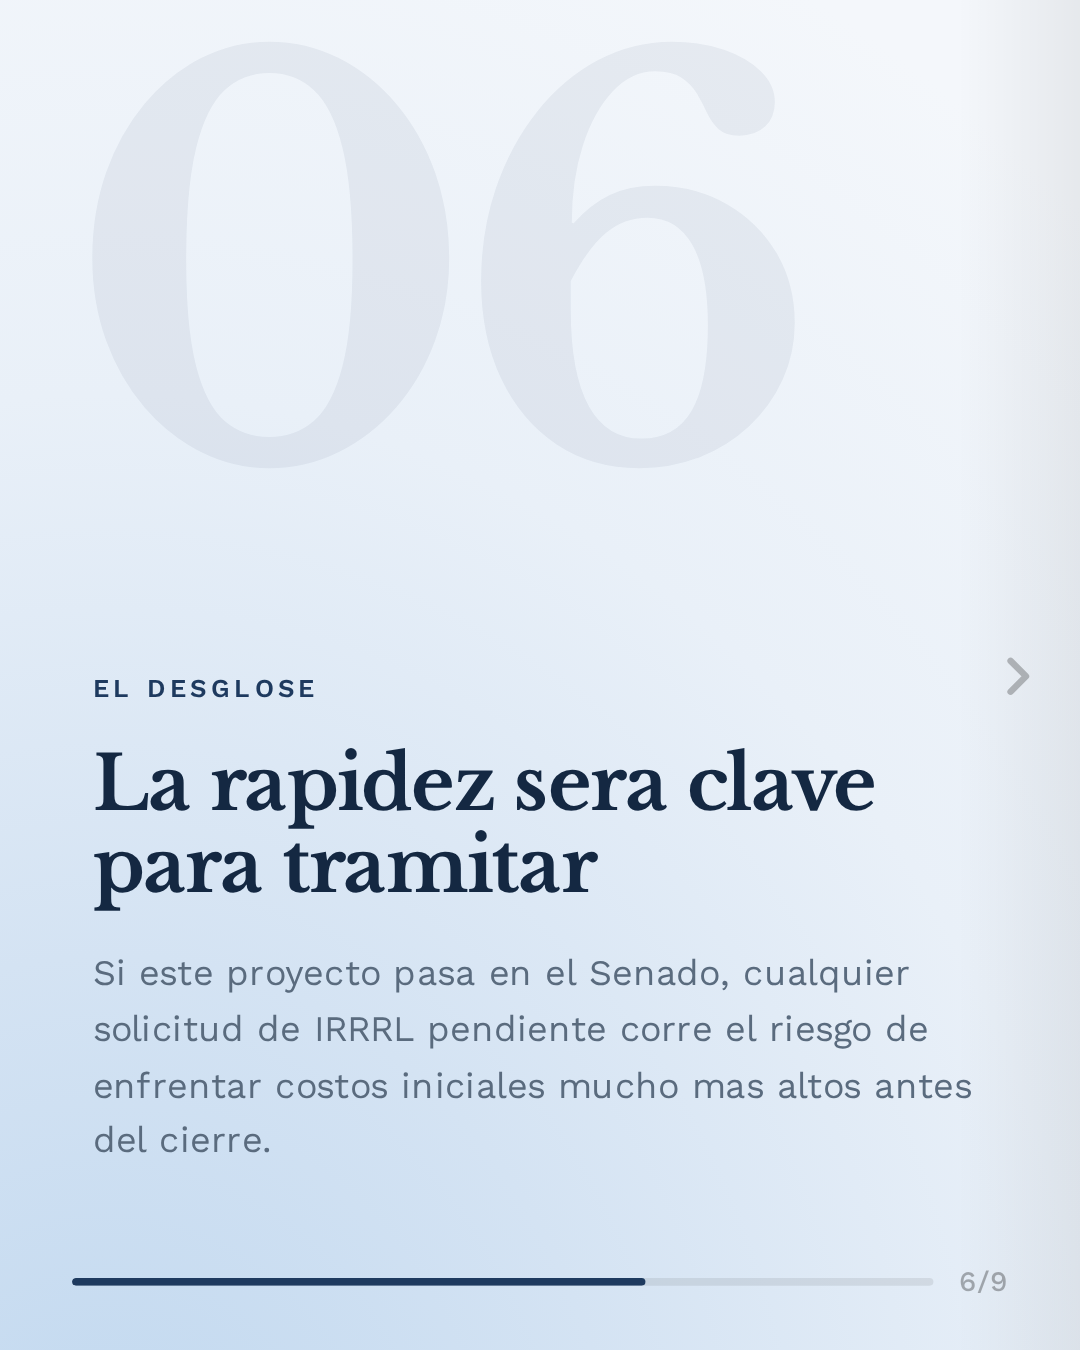 06
EL DESGLOSE
La rapidez sera clave
para tramitar
Si este proyecto pasa en el Senado, cualquier
solicitud de IRRRL pendiente corre el riesgo de
enfrentar costos iniciales mucho mas altos antes
del cierre.
6/9